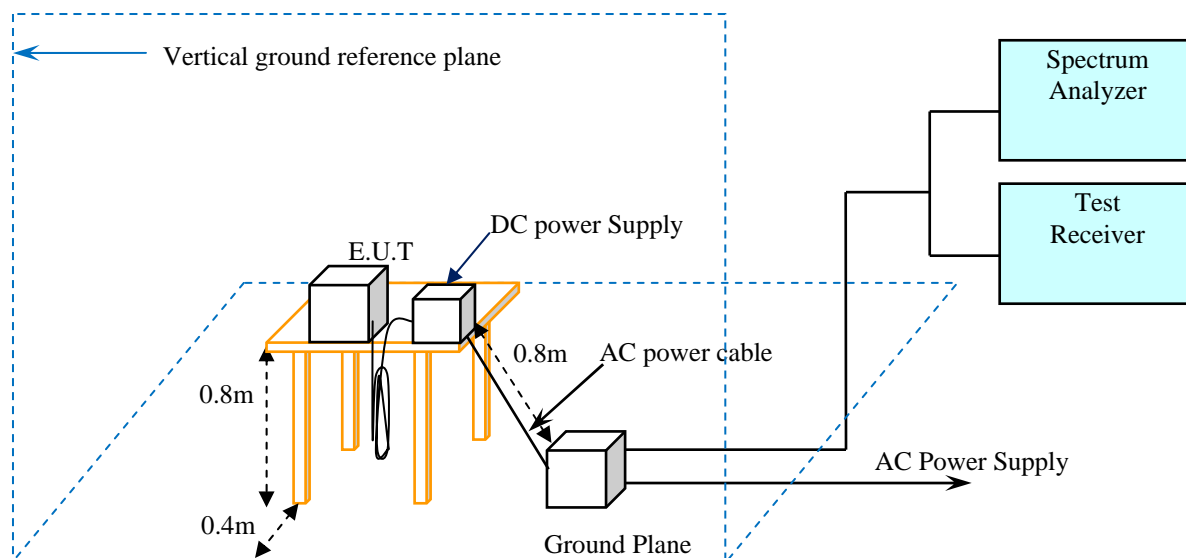 Vertical ground reference plane
Spectrum
Analyzer
Test
Receiver
DC power Supply
E.U.T
0.8m
AC power cable
0.8m
AC Power Supply
0.4m
Ground Plane